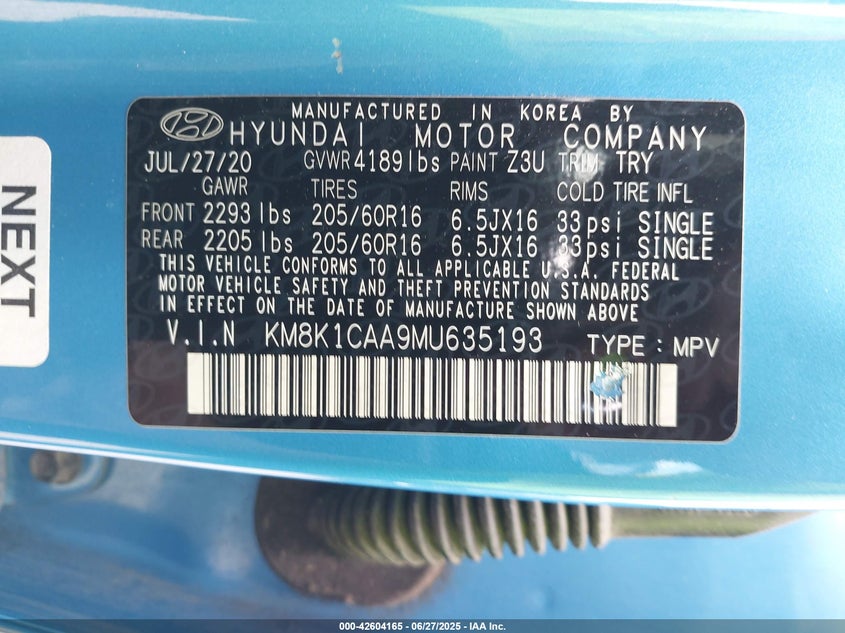 MANUFACTURED IN KOREA BY
HYUNDAI MOTOR COMPANY
JUL/27/20 GVWR 4189 lbs PAINT Z3U TRIM TRY
GAWR TIRES RIMS COLD TIRE INFL
FRONT 2293 lbs 205/60R16 6.5JX16 33psi SINGLE
REAR 2205 lbs 205/60R16 6.5JX16 33psi SINGLE
THIS VEHICLE CONFORMS TO ALL APPLICABLE U.S.A. FEDERAL
MOTOR VEHICLE SAFETY AND THEFT PREVENTION STANDARDS
IN EFFECT ON THE DATE OF MANUFACTURE SHOWN ABOVE
V.I.N KM8K1CAA9MU635193 TYPE : MPV
NEXT
000-42604165 - 06/27/2025 - IAA Inc.